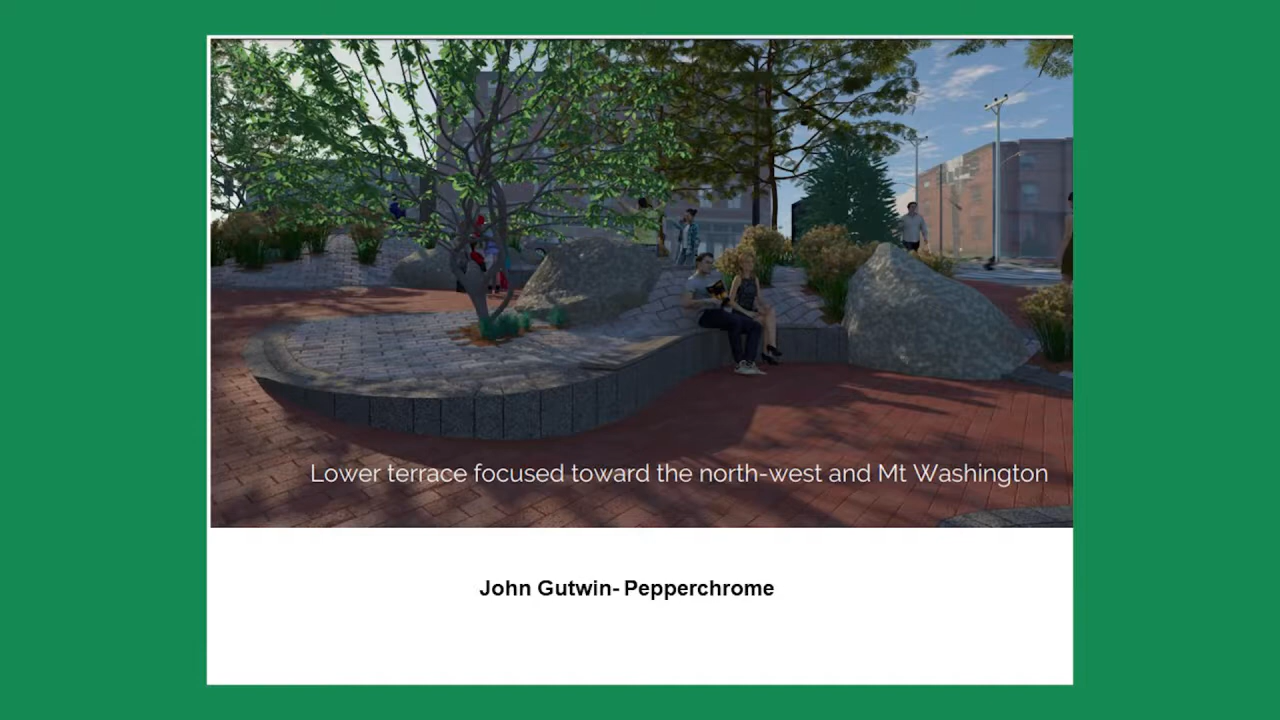 Lower terrace focused toward the north-west and Mt Washington
John Gutwin- Pepperchrome